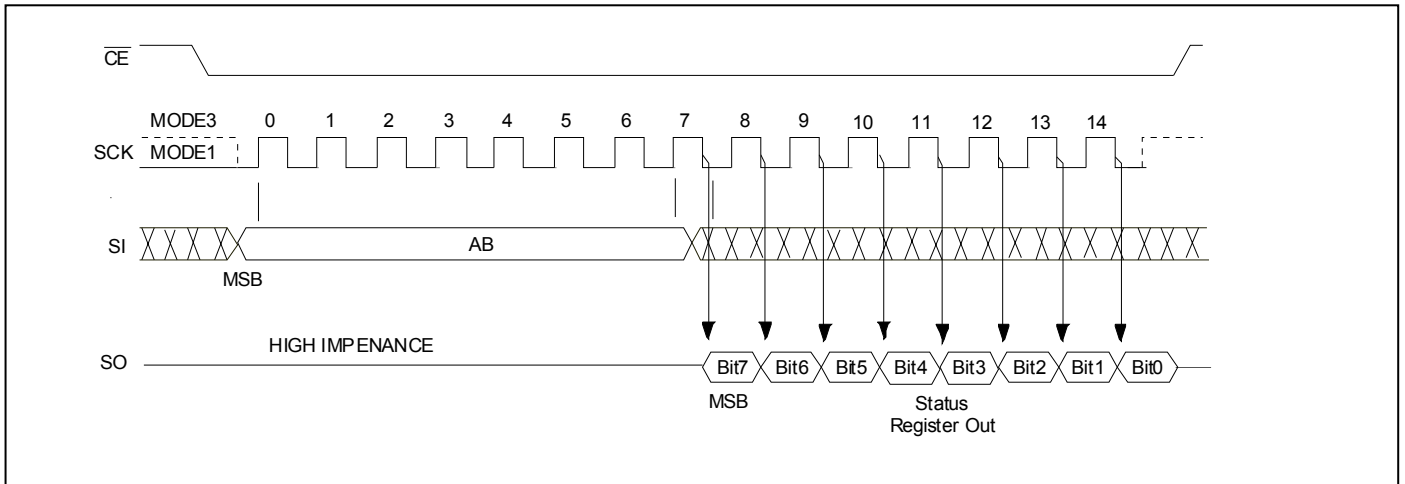 CE
MODE3 0 1 2 3 4 5 6 7 8 9 10 11 12 13 14
SCK MODE1
SI AB
MSB
HIGH IMPENANCE
SO Bit7 Bit6 Bit5 Bit4 Bit3 Bit2 Bit1 Bit0
MSB Status
Register Out